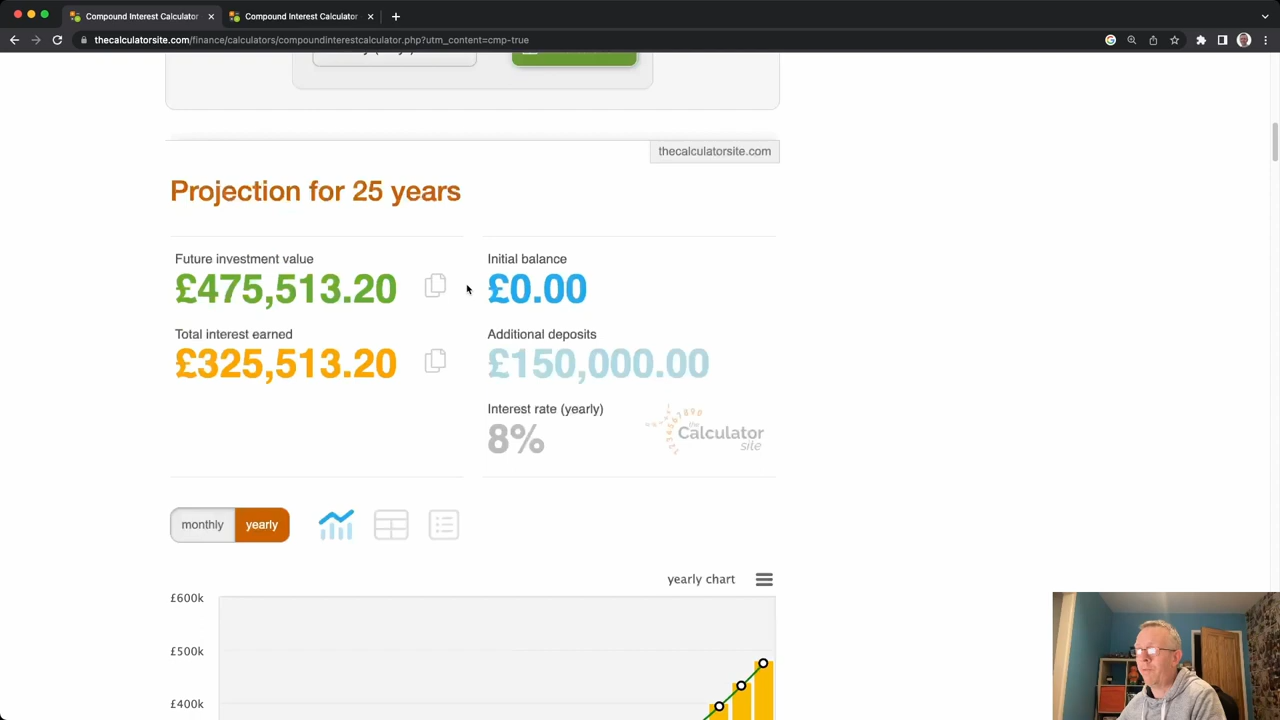 Compound Interest Calculator
Compound Interest Calculator
thecalculatorsite.com/finance/calculators/compoundinterestcalculator.php?utm_content=cmp-true
thecalculatorsite.com
Projection for 25 years
Future investment value
£475,513.20
Initial balance
£0.00
Total interest earned
£325,513.20
Additional deposits
£150,000.00
Interest rate (yearly)
8%
the
Calculator
site
monthly
yearly
yearly chart
£600k
£500k
£400k